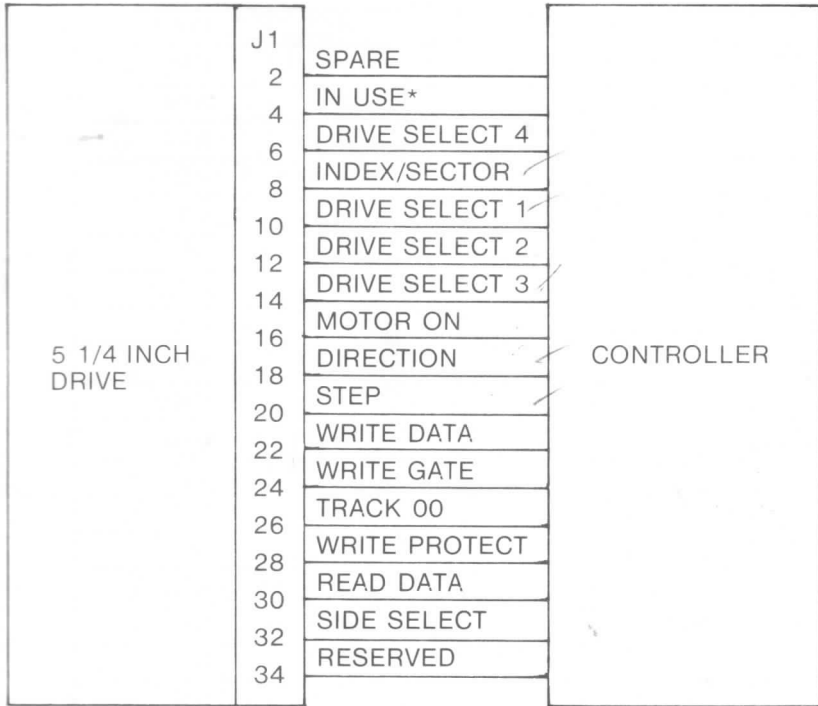 J1
SPARE
2
IN USE*
4
DRIVE SELECT 4
6
INDEX/SECTOR
8
DRIVE SELECT 1
10
DRIVE SELECT 2
12
DRIVE SELECT 3
14
MOTOR ON
16
5 1/4 INCH DIRECTION CONTROLLER
18
DRIVE
STEP
20
WRITE DATA
22
WRITE GATE
24
TRACK 00
26
WRITE PROTECT
28
READ DATA
30
SIDE SELECT
32
RESERVED
34